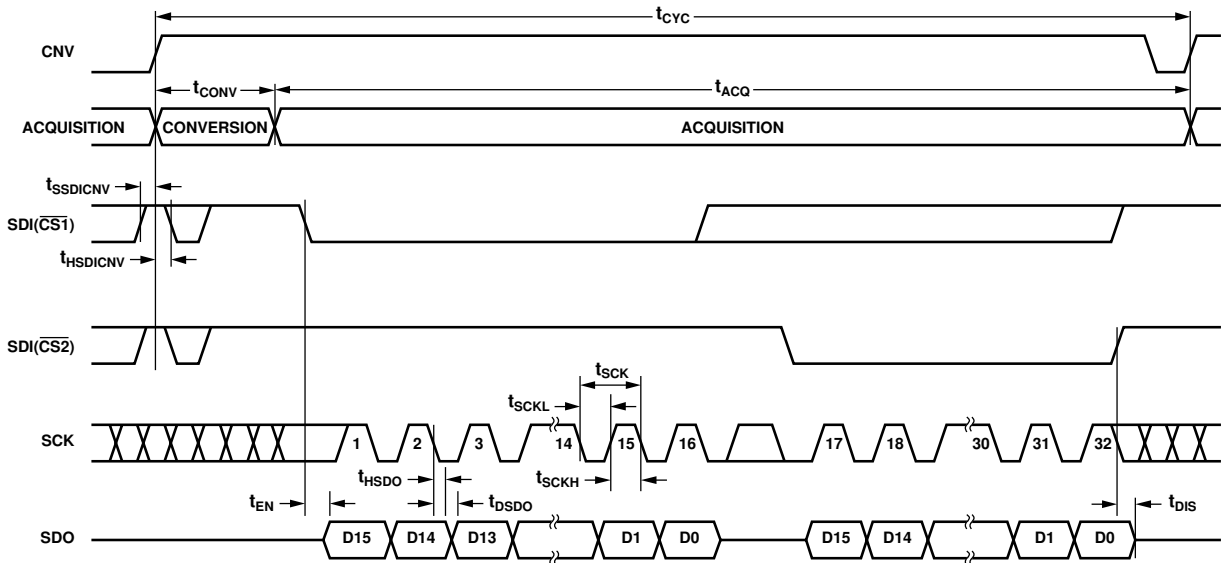 tCYC
CNV
tCONV
tACQ
ACQUISITION
CONVERSION
ACQUISITION
tSSDICNV
SDI(CS1)
tHSDICNV
SDI(CS2)
tSCK
tSCKL
SCK
1 2 3 14 15 16 17 18 30 31 32
tHSDO
tSCKH
tEN
tDSDO
tDIS
SDO
D15 D14 D13 D1 D0 D15 D14 D1 D0